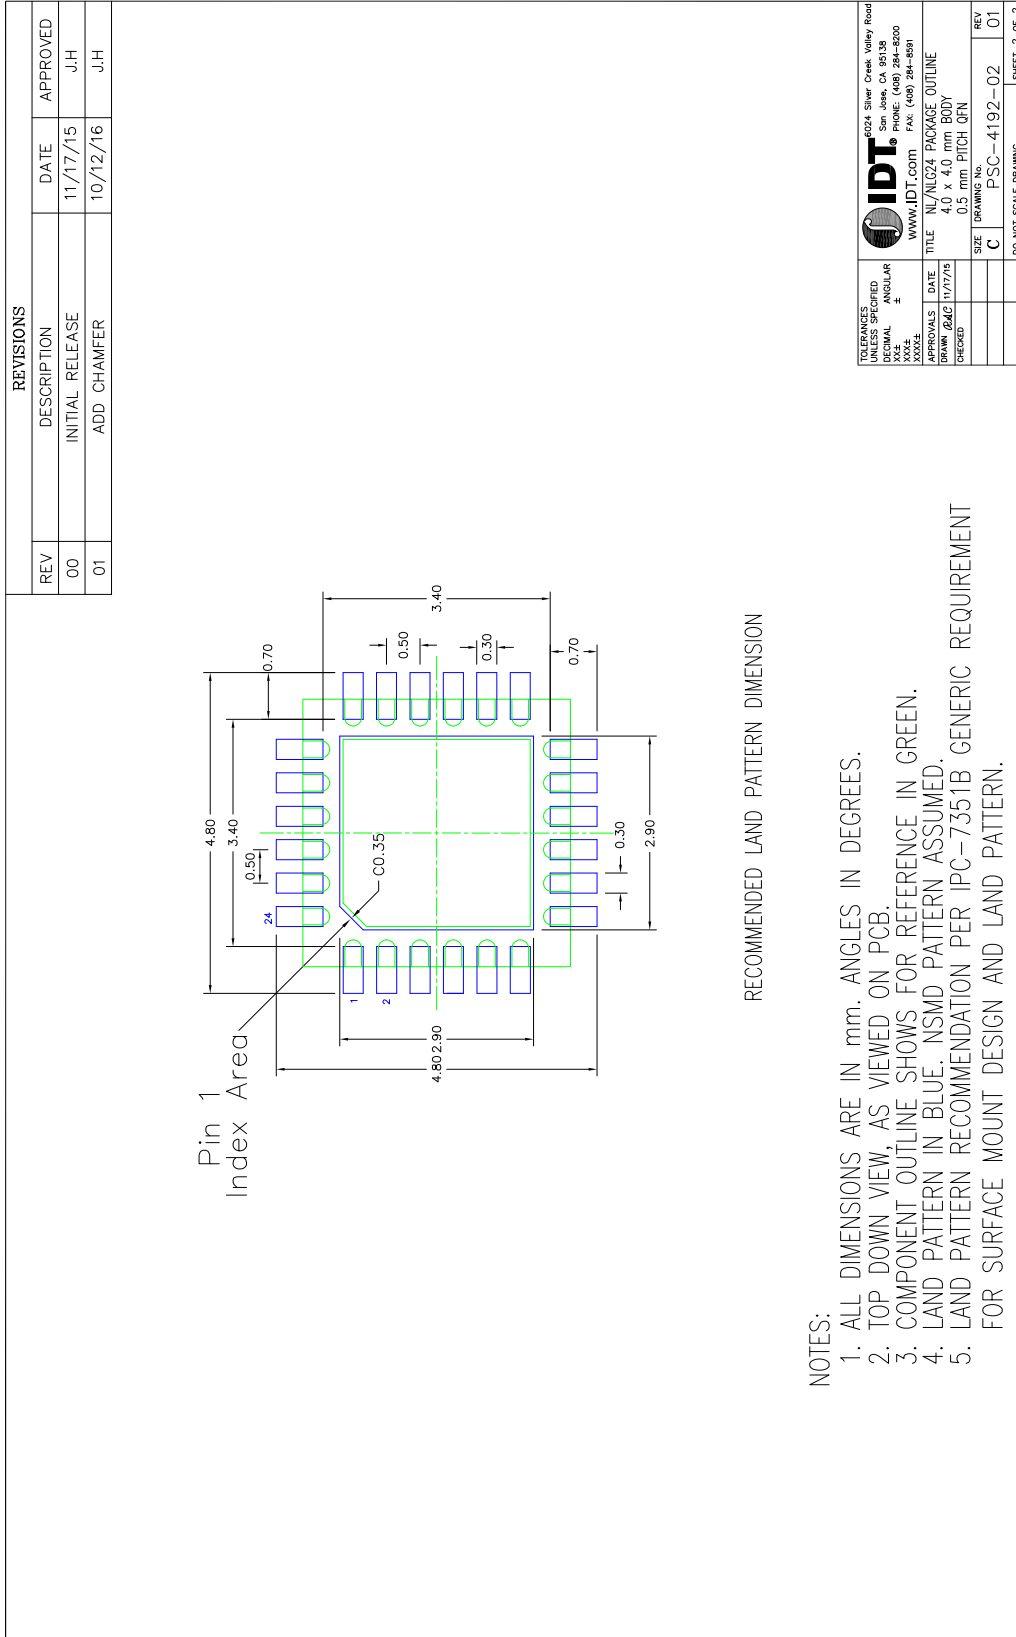 REVISIONS
REV DESCRIPTION DATE APPROVED
00 INITIAL RELEASE 11/17/15 J.H
01 ADD CHAMFER 10/12/16 J.H
Pin 1
Index Area
4.80
3.40
0.50
0.70
24
C0.35
1
2
3.40
0.50
0.30
0.70
4.80
2.90
0.30
2.90
RECOMMENDED LAND PATTERN DIMENSION
NOTES:
1. ALL DIMENSIONS ARE IN mm. ANGLES IN DEGREES.
2. TOP DOWN VIEW, AS VIEWED ON PCB.
3. COMPONENT OUTLINE SHOWS FOR REFERENCE IN GREEN.
4. LAND PATTERN IN BLUE. NSMD PATTERN ASSUMED.
5. LAND PATTERN RECOMMENDATION PER IPC-7351B GENERIC REQUIREMENT
FOR SURFACE MOUNT DESIGN AND LAND PATTERN.
TOLERANCES
UNLESS SPECIFIED
DECIMAL ANGULAR
XX± ±
XXX±
XXXX±
APPROVALS DATE
DRAWN RAC 11/17/15
CHECKED
IDT®
www.IDT.com
6024 Silver Creek Valley Road
San Jose, CA 95138
PHONE: (408) 284-8200
FAX: (408) 284-8591
TITLE NL/NLG24 PACKAGE OUTLINE
4.0 x 4.0 mm BODY
0.5 mm PITCH QFN
SIZE DRAWING No. REV
C PSC-4192-02 01
DO NOT SCALE DRAWING